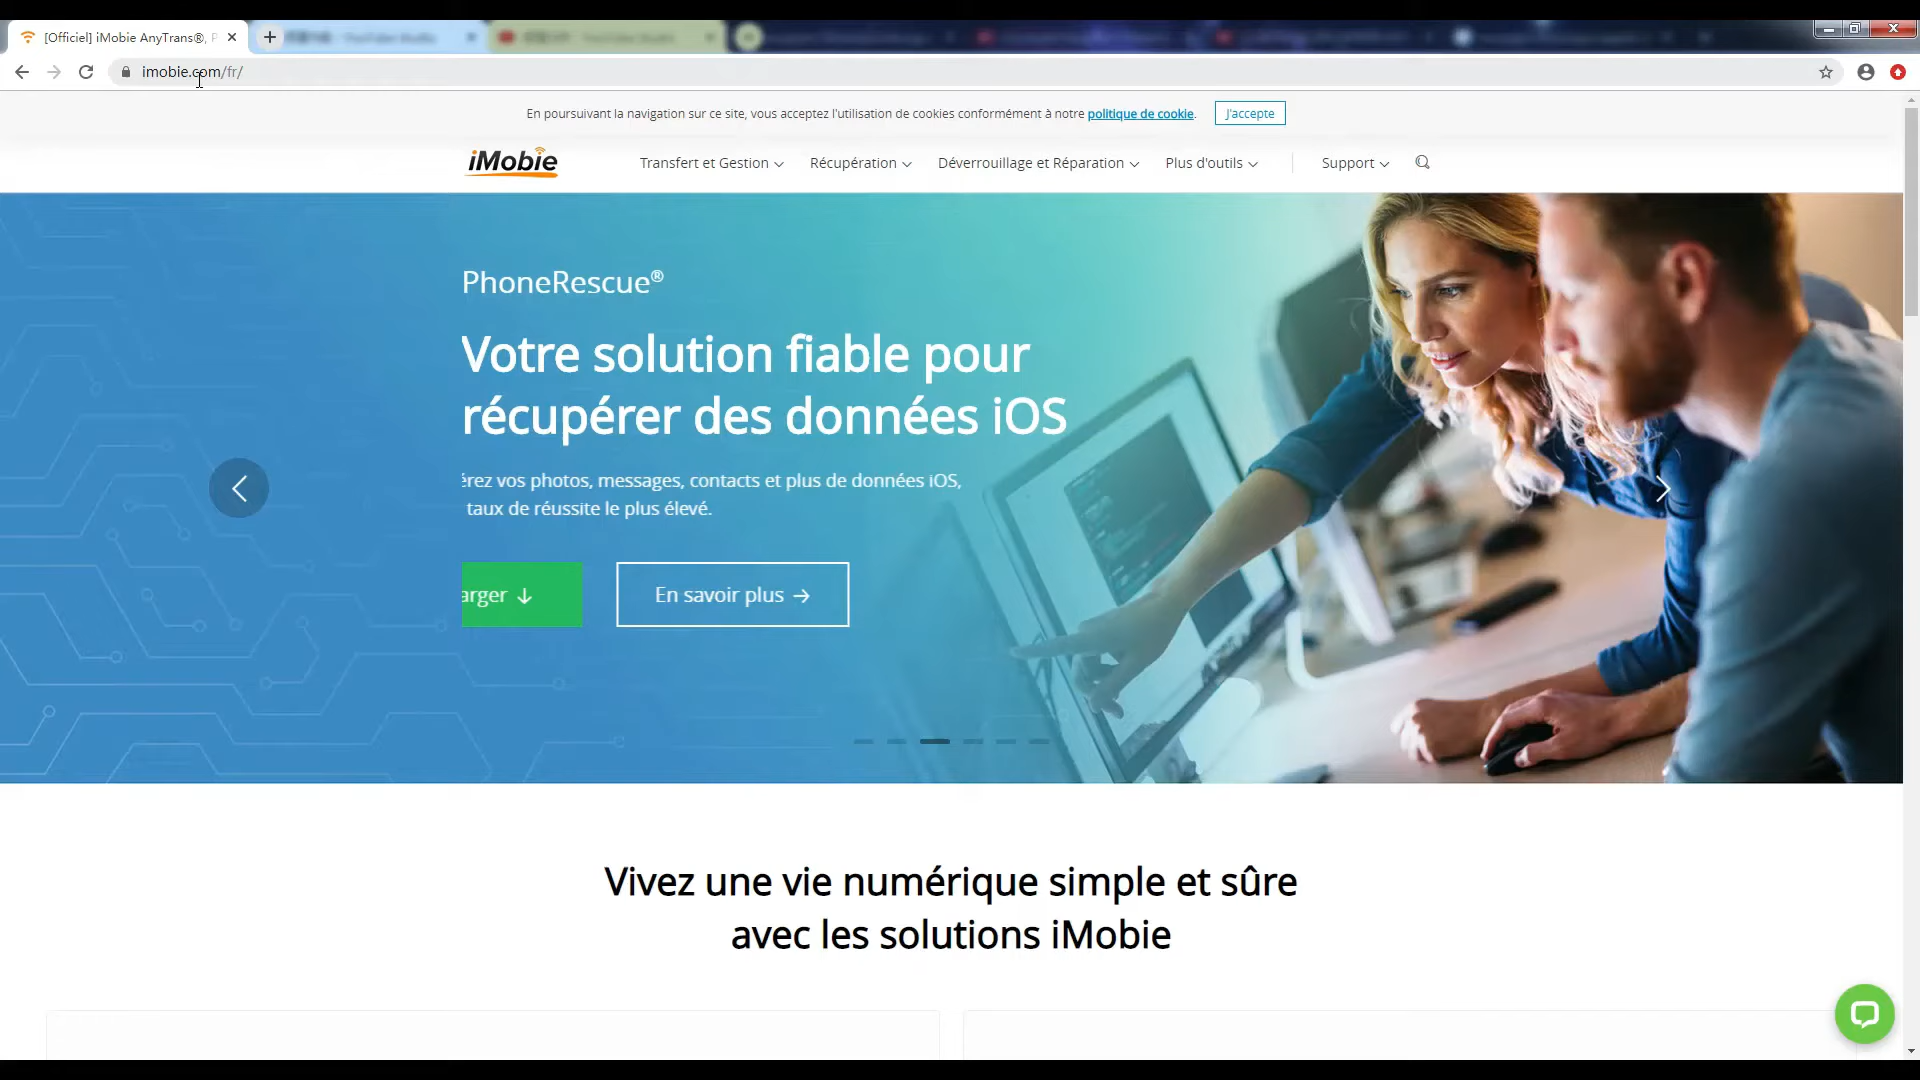 [Officiel] iMobie AnyTrans®, P
imobie.com/fr/
En poursuivant la navigation sur ce site, vous acceptez l'utilisation de cookies conformément à notre politique de cookie. J'accepte
iMobie
Transfert et Gestion
Récupération
Déverrouillage et Réparation
Plus d'outils
Support
PhoneRescue®
Votre solution fiable pour
récupérer des données iOS
érez vos photos, messages, contacts et plus de données iOS,
taux de réussite le plus élevé.
arger
En savoir plus
Vivez une vie numérique simple et sûre
avec les solutions iMobie